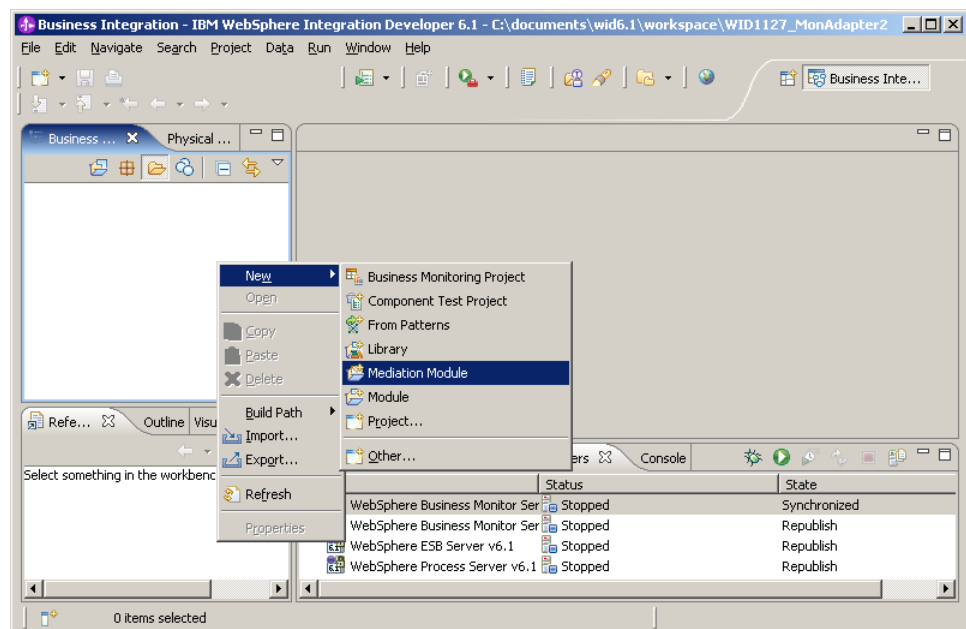 Business Integration - IBM WebSphere Integration Developer 6.1 - C:\documents\wid6.1\workspace\WID1127_MonAdapter2
File Edit Navigate Search Project Data Run Window Help
Business Inte...
Business ... Physical ...
New
Open
Copy
Paste
Delete
Build Path
Import...
Export...
Refresh
Properties
Business Monitoring Project
Component Test Project
From Patterns
Library
Mediation Module
Module
Project...
Other...
Refe... Outline Visu
Select something in the workbenc
ers Console
Status State
WebSphere Business Monitor Ser Stopped Synchronized
WebSphere Business Monitor Ser Stopped Republish
WebSphere ESB Server v6.1 Stopped Republish
WebSphere Process Server v6.1 Stopped Republish
0 items selected